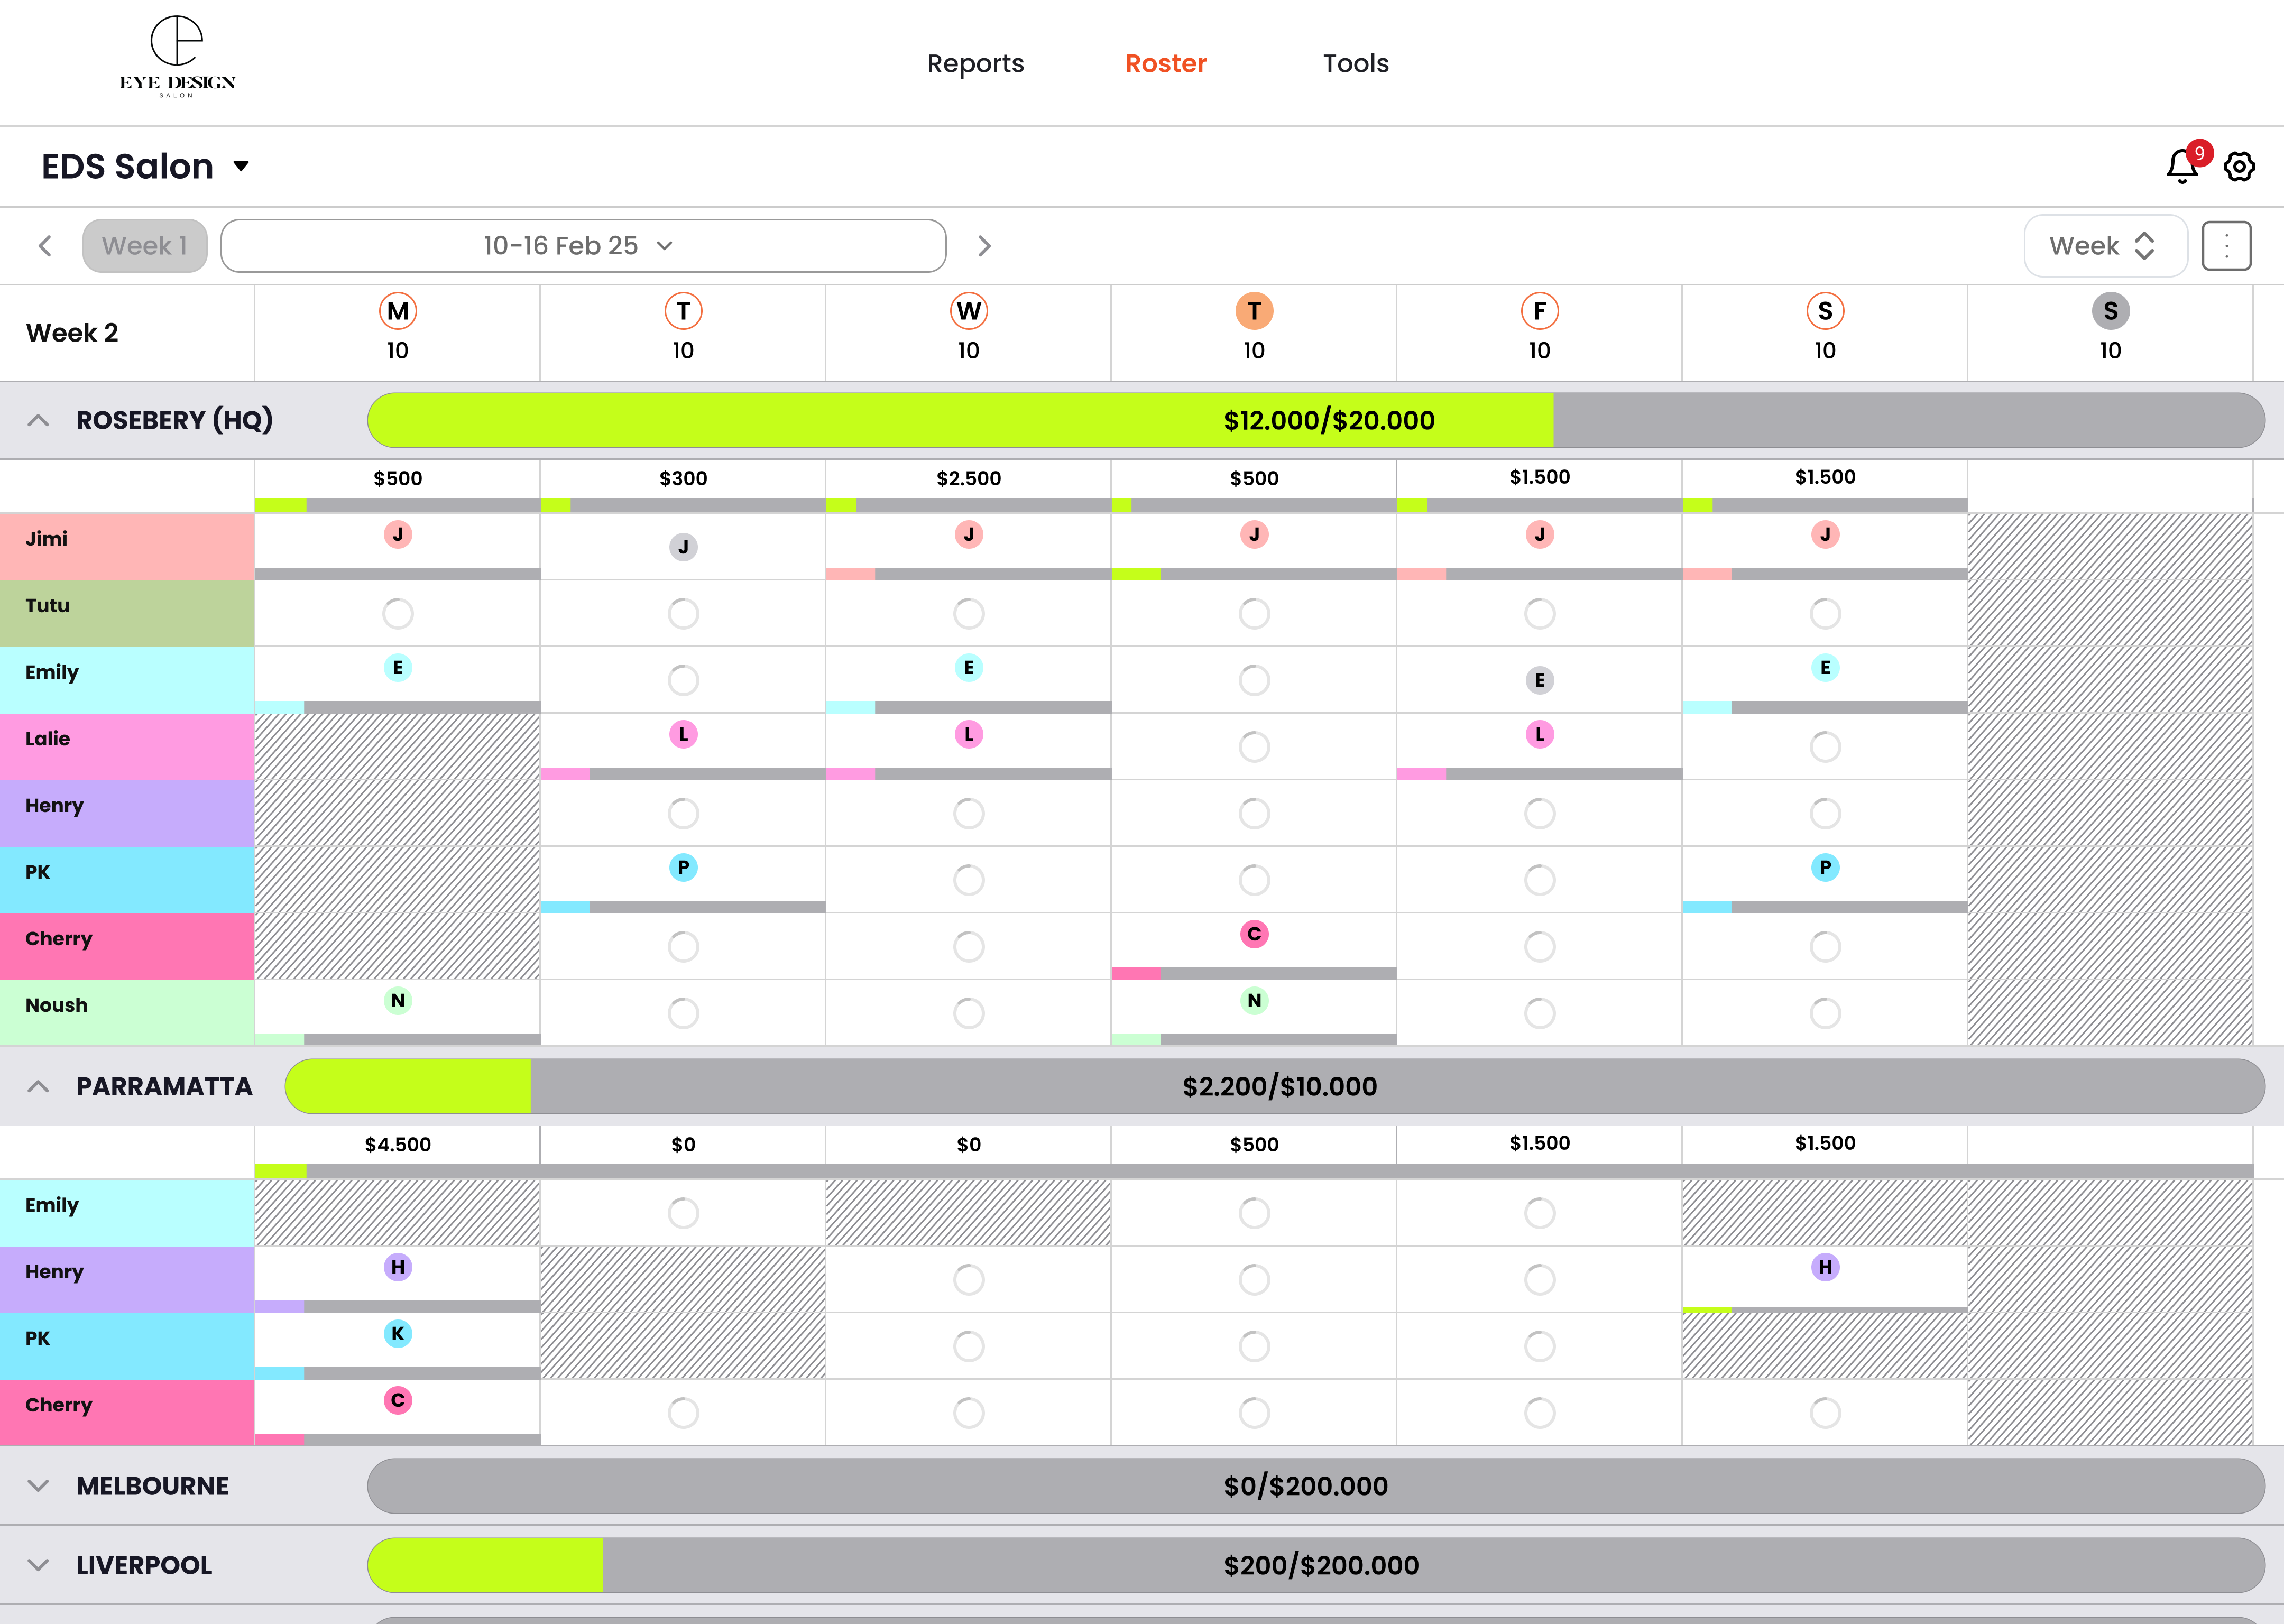 EYE DESIGN
SALON
Reports Roster Tools
EDS Salon
9
Week 1 10-16 Feb 25 Week
Week 2 M T W T F S S
10 10 10 10 10 10 10
ROSEBERY (HQ) $12.000/$20.000
$500 $300 $2.500 $500 $1.500 $1.500
Jimi J J J J J J
Tutu
Emily E E E E
Lalie L L L
Henry
PK P P
Cherry C
Noush N N
PARRAMATTA $2.200/$10.000
$4.500 $0 $0 $500 $1.500 $1.500
Emily
Henry H H
PK K
Cherry C
MELBOURNE $0/$200.000
LIVERPOOL $200/$200.000